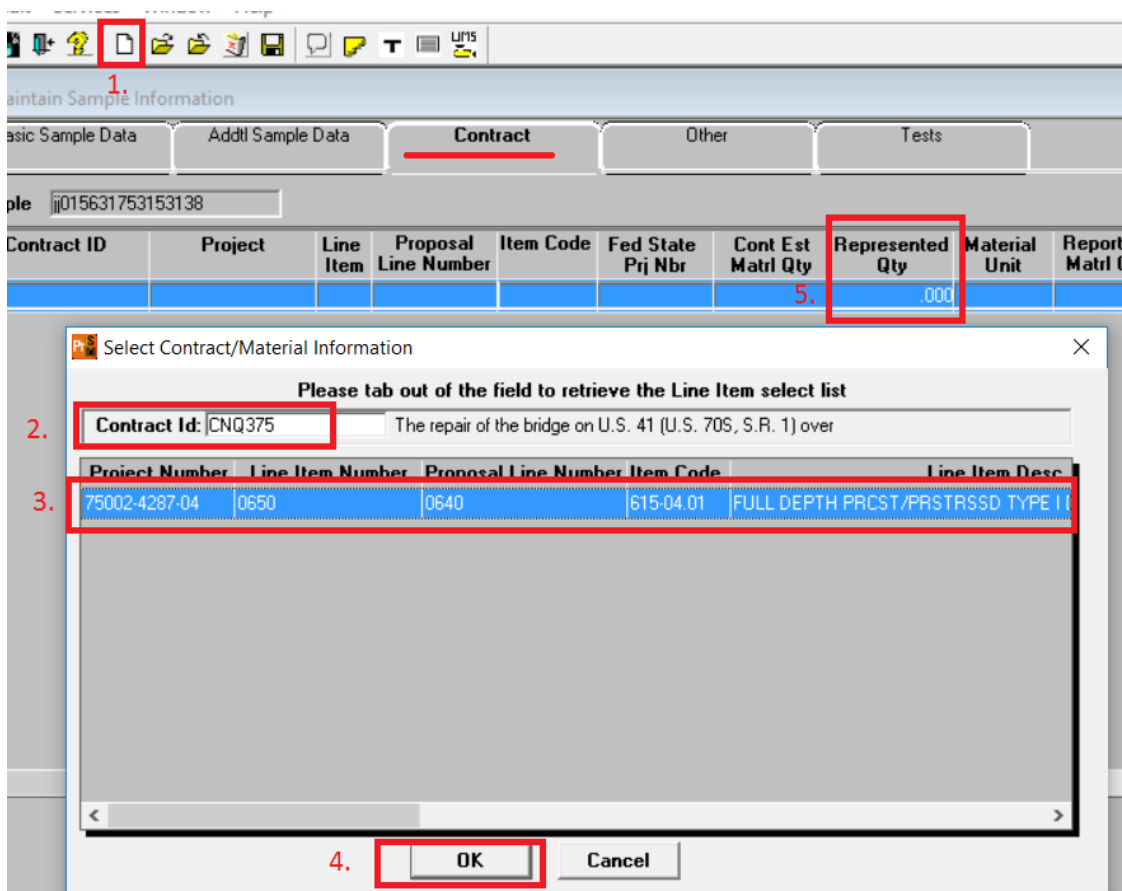 UMS
1.
aintain Sample Information
asic Sample Data Addtl Sample Data Contract Other Tests
ple jj015631753153138
Contract ID Project Line Item Proposal Line Number Item Code Fed State Prj Nbr Cont Est Matrl Qty Represented Qty Material Unit Report Matrl
5. .000
Select Contract/Material Information
Please tab out of the field to retrieve the Line Item select list
2. Contract Id: CNQ375 The repair of the bridge on U.S. 41 (U.S. 70S, S.R. 1) over
Project Number Line Item Number Proposal Line Number Item Code Line Item Desc
3. 75002-4287-04 0650 0640 615-04.01 FULL DEPTH PRCST/PRSTRSSD TYPE I
4. OK Cancel